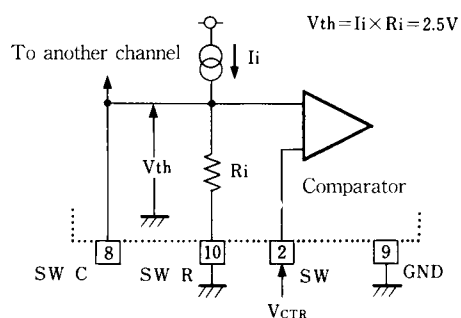 Vth=Ii×Ri=2.5V
To another channel
Ii
Vth
Ri
Comparator
8
10
2
9
SW C
SW R
SW
GND
VCTR